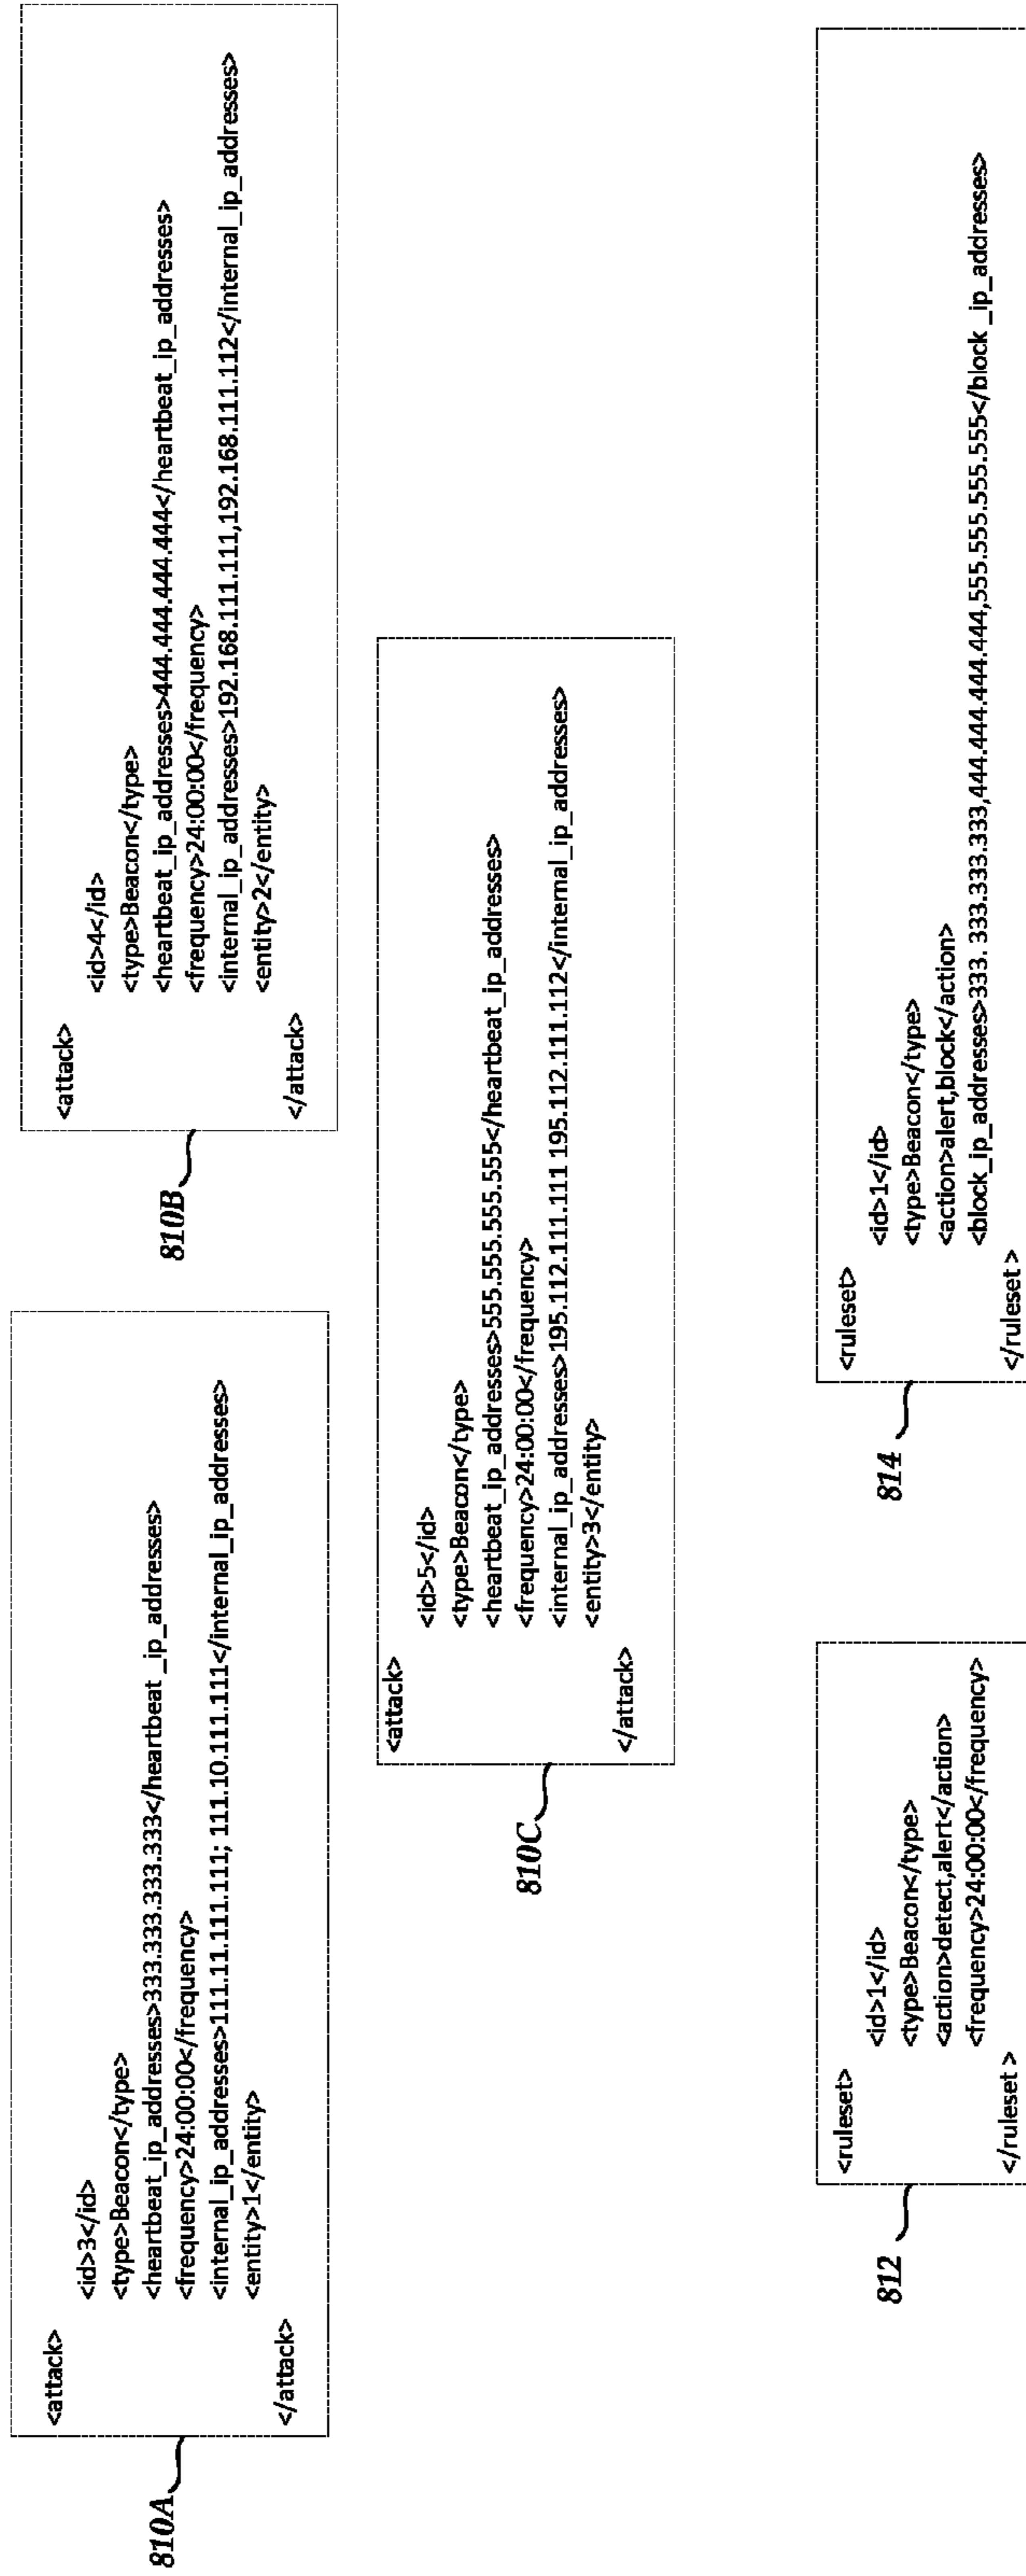 810A
<attack>
<id>3</id>
<type>Beacon</type>
<heartbeat_ip_addresses>333.333.333.333</heartbeat _ip_addresses>
<frequency>24:00:00</frequency>
<internal_ip_addresses>111.11.111.111; 111.10.111.111</internal_ip_addresses>
<entity>1</entity>
</attack>
810B
<attack>
<id>4</id>
<type>Beacon</type>
<heartbeat_ip_addresses>444.444.444</heartbeat_ip_addresses>
<frequency>24:00:00</frequency>
<internal_ip_addresses>192.168.111.111,192.168.111.112</internal_ip_addresses>
<entity>2</entity>
</attack>
810C
<attack>
<id>5</id>
<type>Beacon</type>
<heartbeat_ip_addresses>555.555.555.555</heartbeat_ip_addresses>
<frequency>24:00:00</frequency>
<internal_ip_addresses>195.112.111.111 195.112.111.112</internal_ip_addresses>
<entity>3</entity>
</attack>
812
<ruleset>
<id>1</id>
<type>Beacon</type>
<action>detect,alert</action>
<frequency>24:00:00</frequency>
</ruleset >
814
<ruleset>
<id>1</id>
<type>Beacon</type>
<action>alert,block</action>
<block_ip_addresses>333. 333.333.333,444.444.444.444,555.555.555.555</block _ip_addresses>
</ruleset >